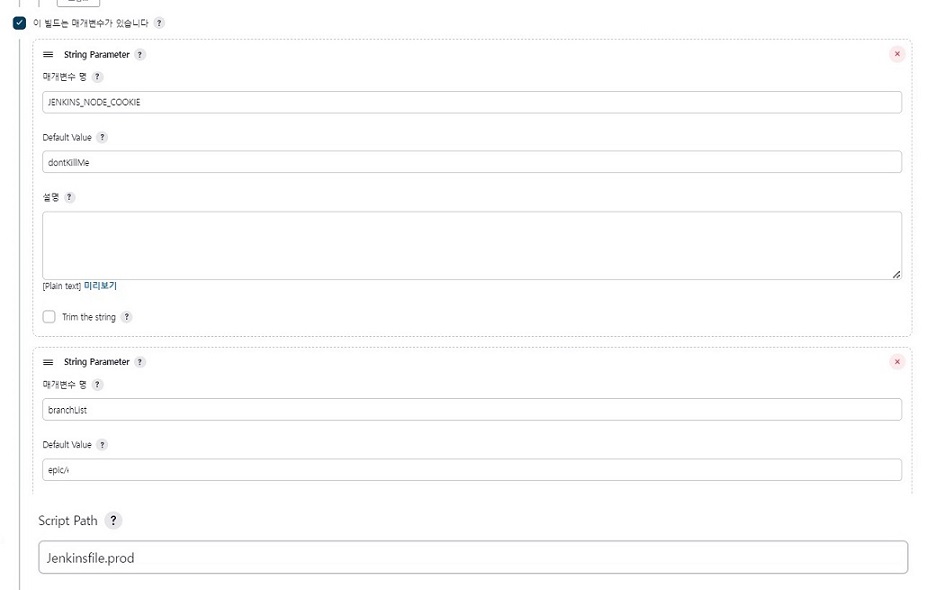 이 빌드는 매개변수가 있습니다 ?
String Parameter ?
매개변수 명 ?
JENKINS_NODE_COOKIE
Default Value ?
dontKillMe
설명 ?
[Plain text] 미리보기
Trim the string ?
String Parameter ?
매개변수 명 ?
branchList
Default Value ?
epic/
Script Path ?
Jenkinsfile.prod